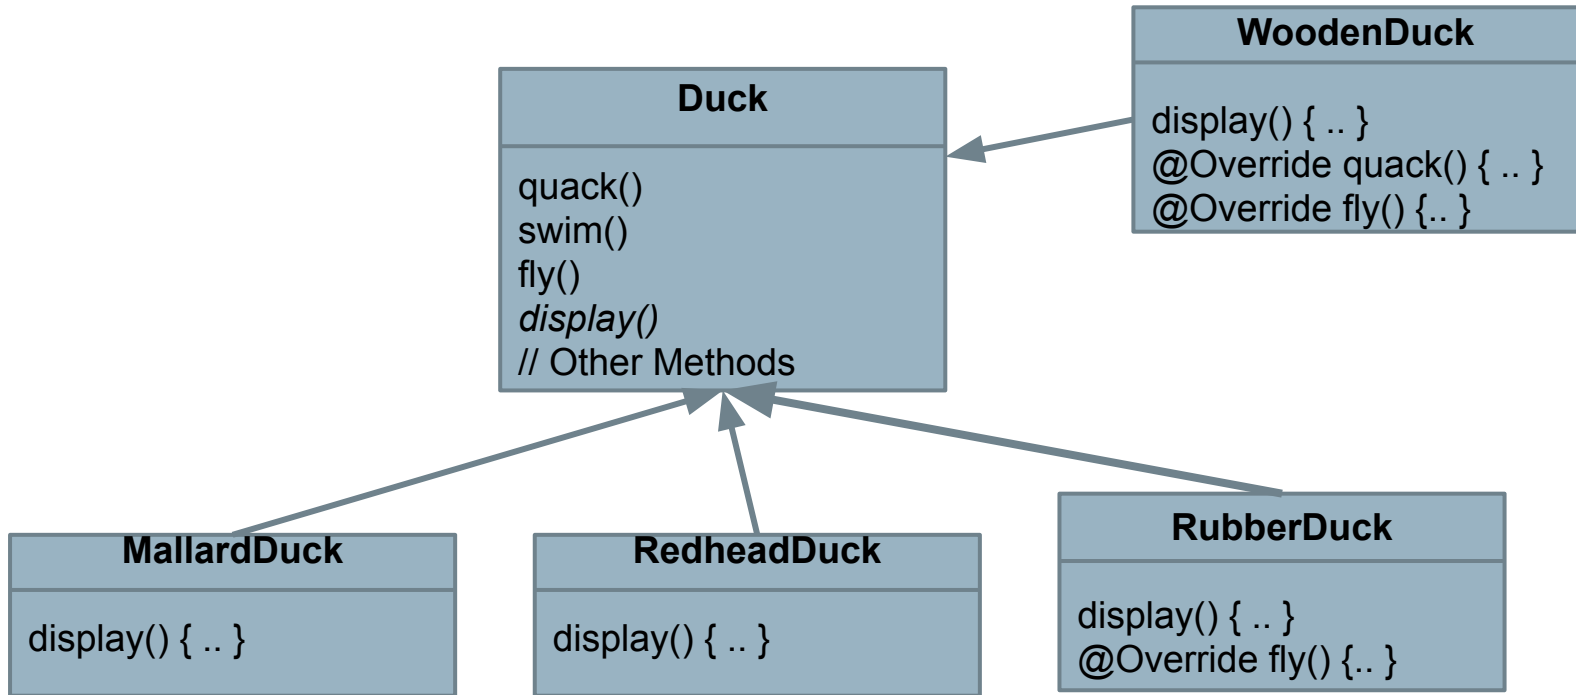 WoodenDuck
display() { .. }
@Override quack() { .. }
@Override fly() {.. }
Duck
quack()
swim()
fly()
display()
// Other Methods
MallardDuck
display() { .. }
RedheadDuck
display() { .. }
RubberDuck
display() { .. }
@Override fly() {.. }